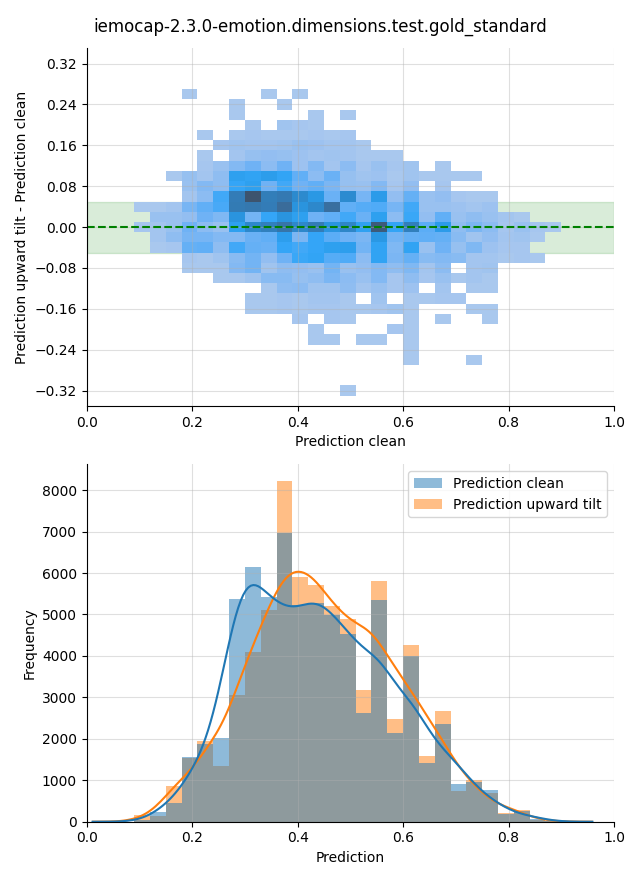 iemocap-2.3.0-emotion.dimensions.test.gold_standard
0.32
0.24
0.16
0.08
0.00
−0.08
−0.16
−0.24
−0.32
Prediction upward tilt - Prediction clean
0.0 0.2 0.4 0.6 0.8 1.0
Prediction clean
Prediction clean
Prediction upward tilt
8000
7000
6000
5000
4000
3000
2000
1000
0
Frequency
0.0 0.2 0.4 0.6 0.8 1.0
Prediction